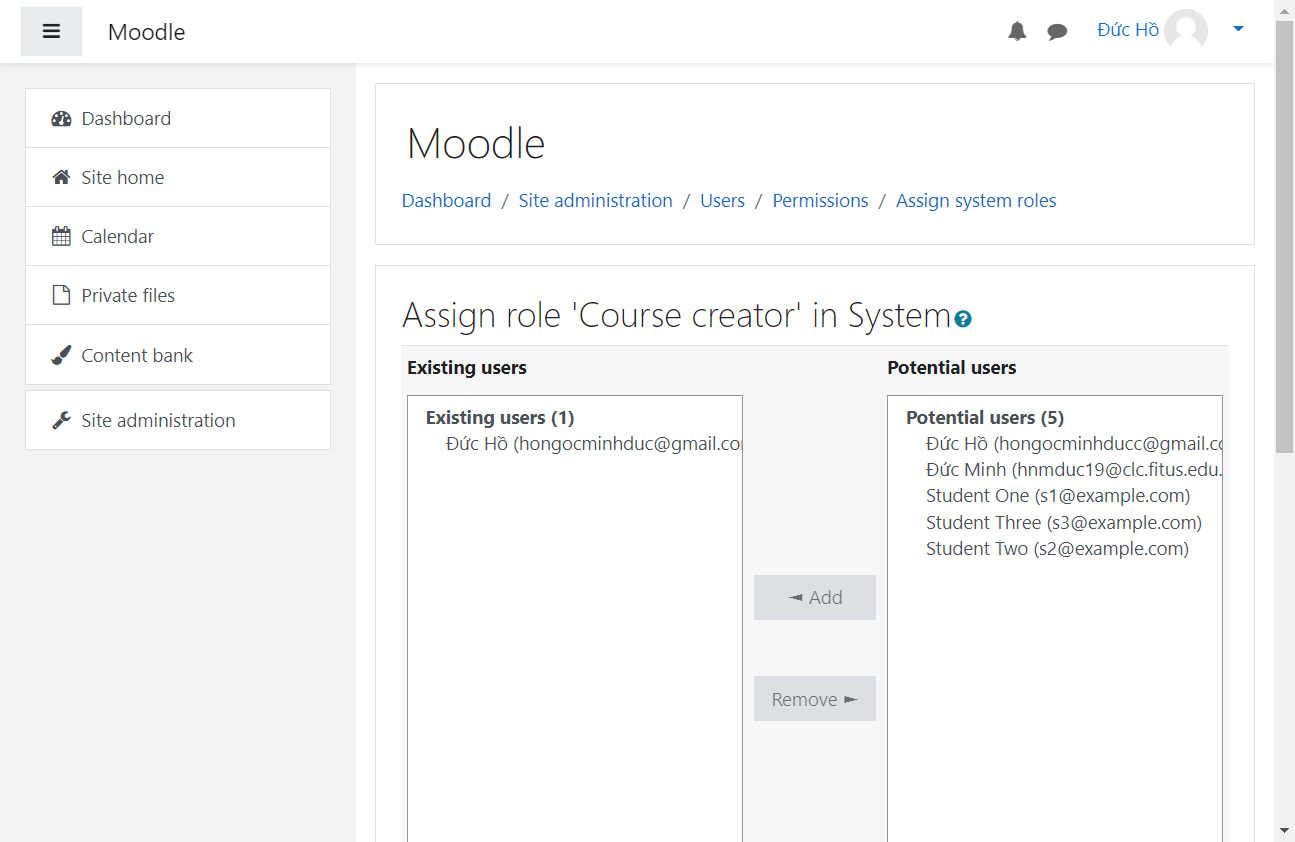 Moodle
Đức Hồ
Dashboard
Site home
Calendar
Private files
Content bank
Site administration
Moodle
Dashboard / Site administration / Users / Permissions / Assign system roles
Assign role 'Course creator' in System
Existing users
Existing users (1)
Đức Hồ (hongocminhduc@gmail.co
◄ Add
Remove ►
Potential users
Potential users (5)
Đức Hồ (hongocminhducc@gmail.c
Đức Minh (hnmduc19@clc.fitus.edu.
Student One (s1@example.com)
Student Three (s3@example.com)
Student Two (s2@example.com)